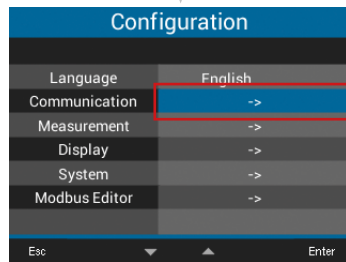 Configuration
Language English
Communication ->
Measurement ->
Display ->
System ->
Modbus Editor ->
Esc Enter